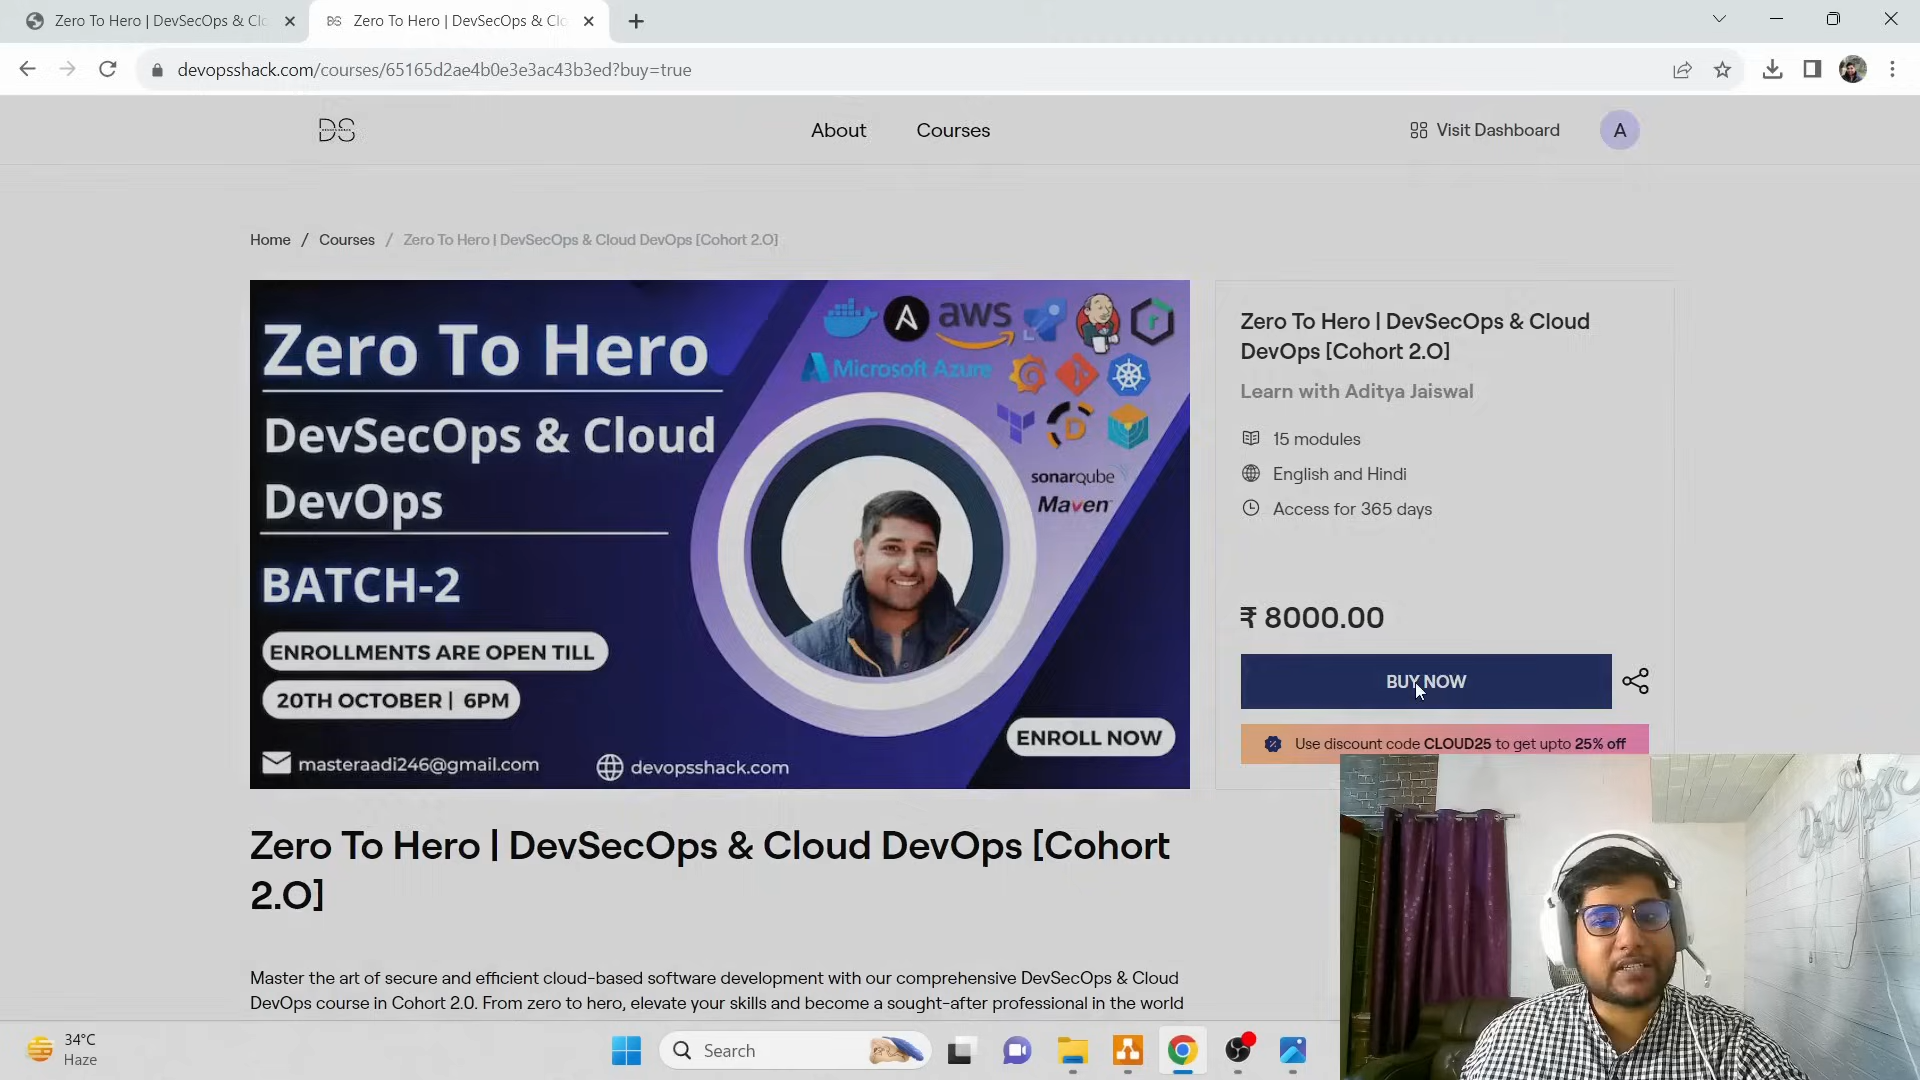 Zero To Hero | DevSecOps & Clo
Zero To Hero | DevSecOps & Clo
devopsshack.com/courses/65165d2ae4b0e3e3ac43b3ed?buy=true
DS
About
Courses
Visit Dashboard
A
Home / Courses / Zero To Hero | DevSecOps & Cloud DevOps [Cohort 2.O]
Zero To Hero
DevSecOps & Cloud
DevOps
BATCH-2
ENROLLMENTS ARE OPEN TILL
20TH OCTOBER | 6PM
masteraadi246@gmail.com
devopsshack.com
aws
Microsoft Azure
sonarqube
Maven
ENROLL NOW
Zero To Hero | DevSecOps & Cloud
DevOps [Cohort 2.O]
Learn with Aditya Jaiswal
15 modules
English and Hindi
Access for 365 days
₹ 8000.00
BUY NOW
Use discount code CLOUD25 to get upto 25% off
Zero To Hero | DevSecOps & Cloud DevOps [Cohort
2.O]
Master the art of secure and efficient cloud-based software development with our comprehensive DevSecOps & Cloud
DevOps course in Cohort 2.0. From zero to hero, elevate your skills and become a sought-after professional in the world
DevOps
34°C
Haze
Search